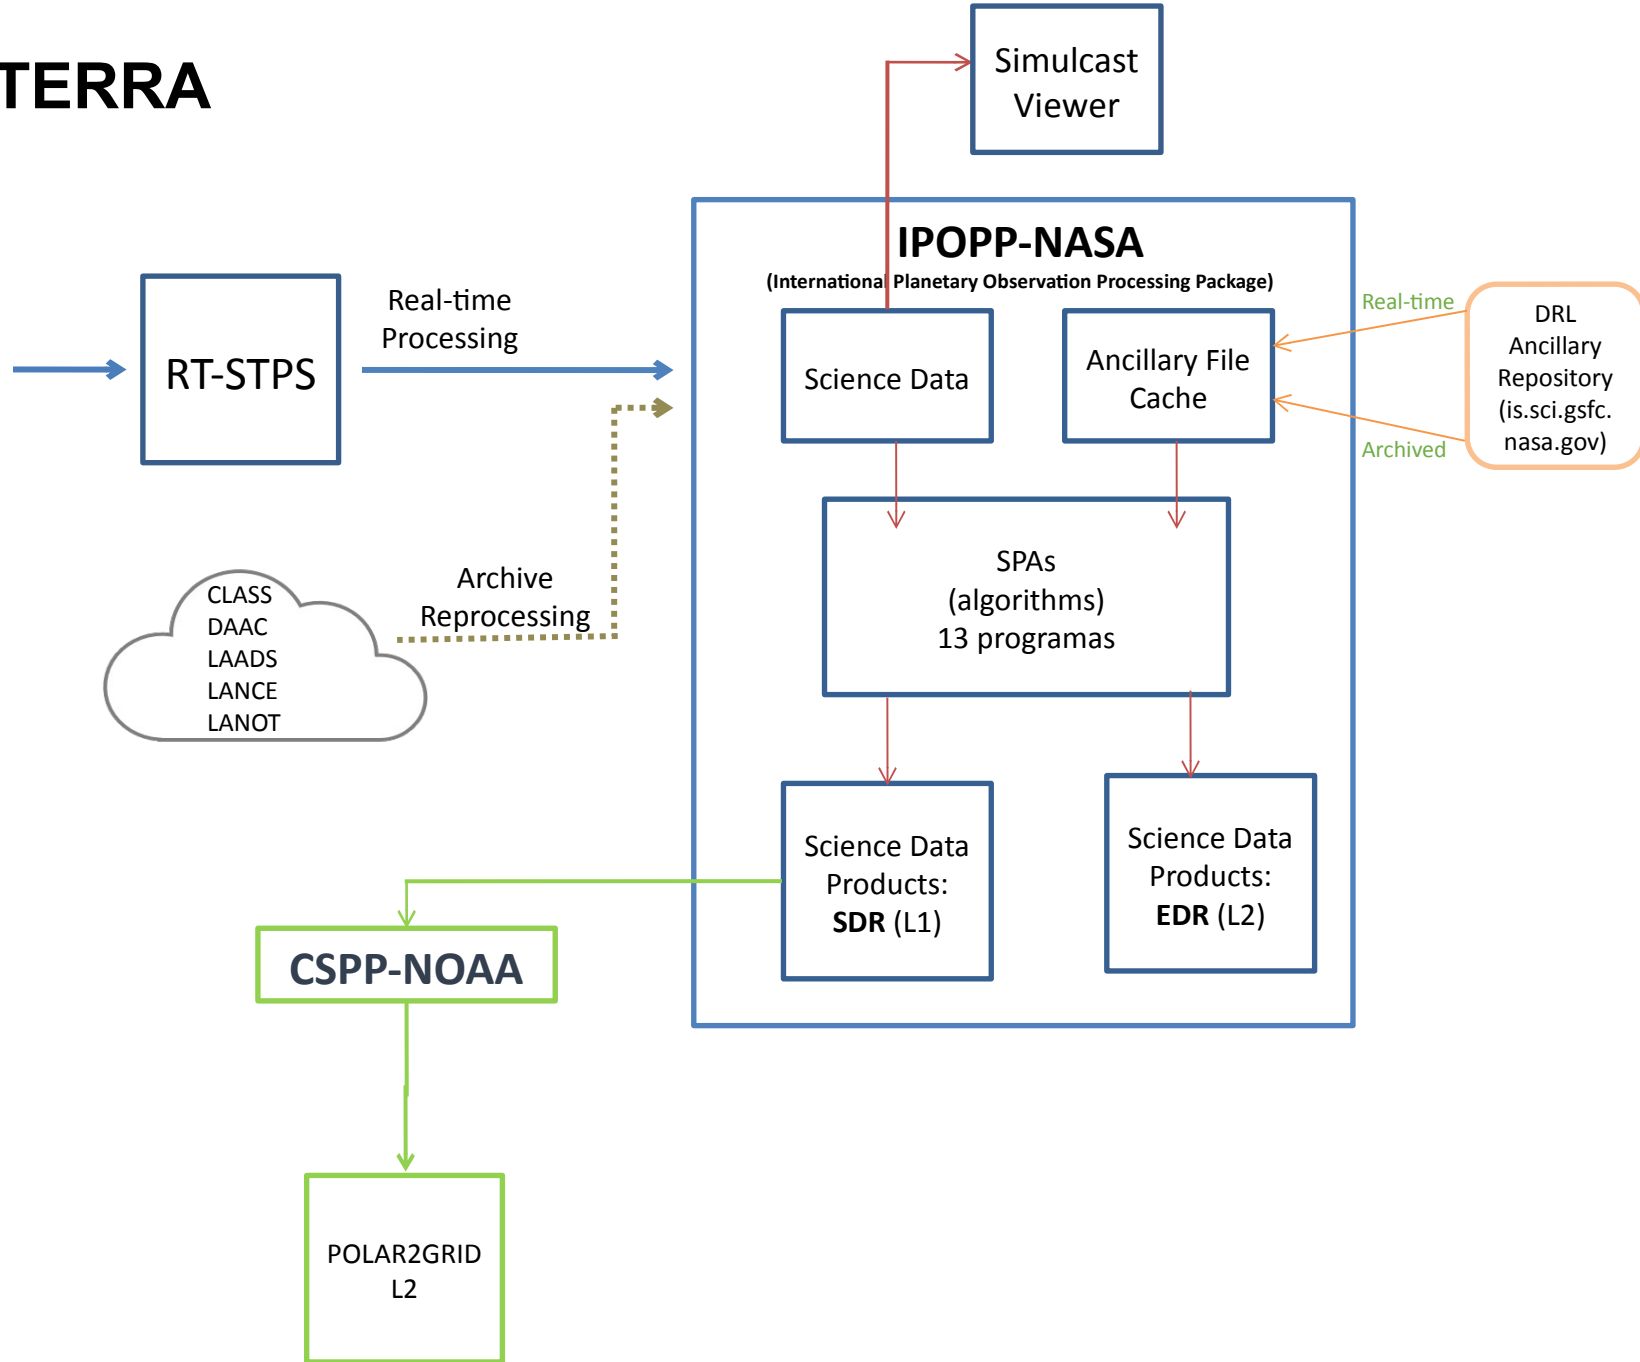 TERRA
Simulcast
Viewer
IPOPP-NASA
(International Planetary Observation Processing Package)
RT-STPS
Real-time
Processing
Science Data
Ancillary File
Cache
Real-time
Archived
DRL
Ancillary
Repository
(is.sci.gsfc.
nasa.gov)
CLASS
DAAC
LAADS
LANCE
LANOT
Archive
Reprocessing
SPAs
(algorithms)
13 programas
Science Data
Products:
SDR (L1)
Science Data
Products:
EDR (L2)
CSPP-NOAA
POLAR2GRID
L2